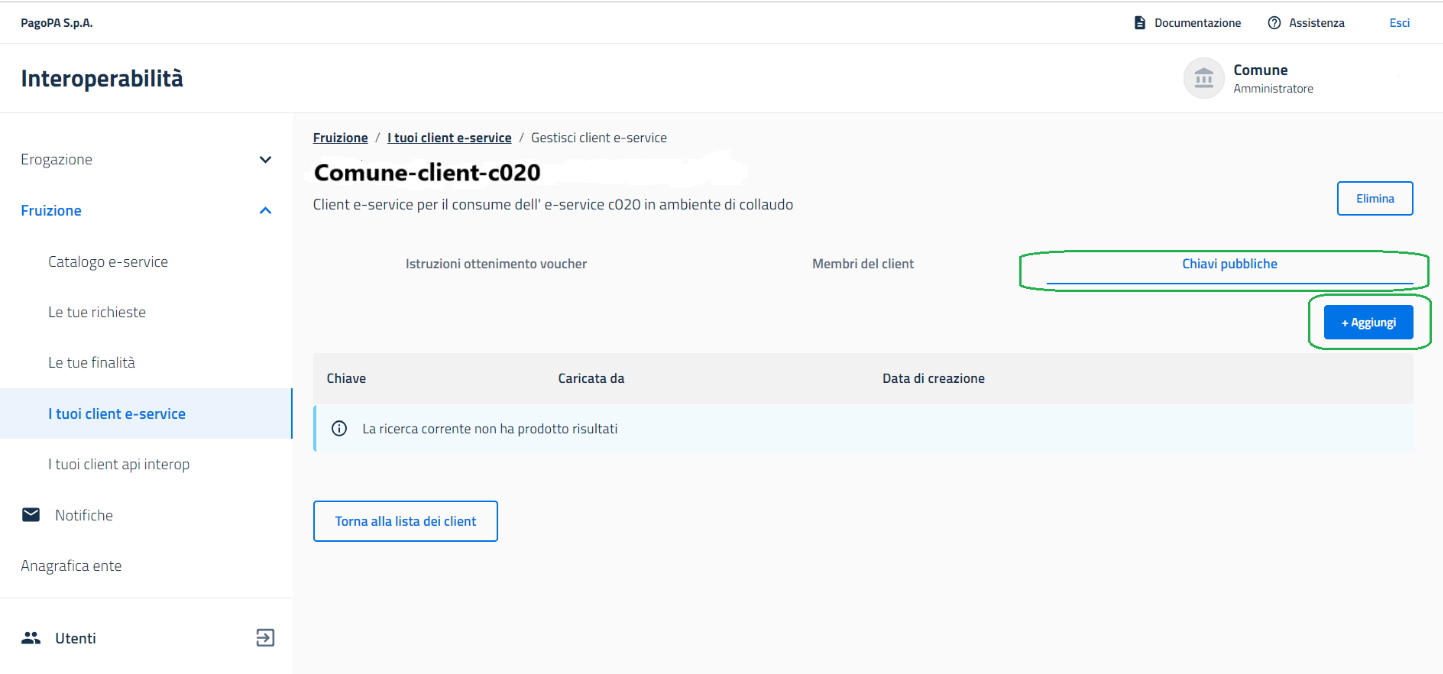 PagoPA S.p.A.
Documentazione
Assistenza
Esci
Interoperabilità
Comune
Amministratore
Erogazione
Fruizione
Catalogo e-service
Le tue richieste
Le tue finalità
I tuoi client e-service
I tuoi client api interop
Notifiche
Anagrafica ente
Utenti
Fruizione / I tuoi client e-service / Gestisci client e-service
Comune-client-c020
Client e-service per il consume dell' e-service c020 in ambiente di collaudo
Elimina
Istruzioni ottenimento voucher
Membri del client
Chiavi pubbliche
+ Aggiungi
Chiave
Caricata da
Data di creazione
La ricerca corrente non ha prodotto risultati
Torna alla lista dei client